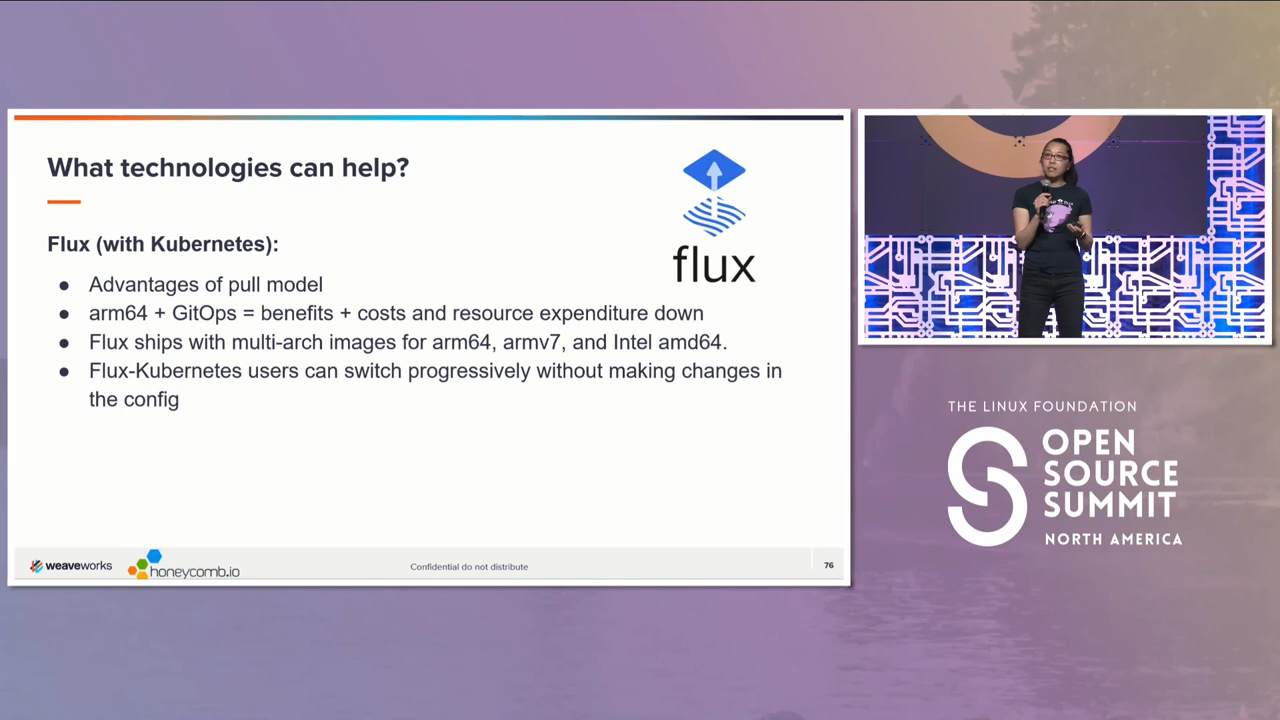 What technologies can help?
flux
Flux (with Kubernetes):
● Advantages of pull model
● arm64 + GitOps = benefits + costs and resource expenditure down
● Flux ships with multi-arch images for arm64, armv7, and Intel amd64.
● Flux-Kubernetes users can switch progressively without making changes in
the config
weaveworks
honeycomb.io
Confidential do not distribute
76
THE LINUX FOUNDATION
OPEN
SOURCE
SUMMIT
NORTH AMERICA